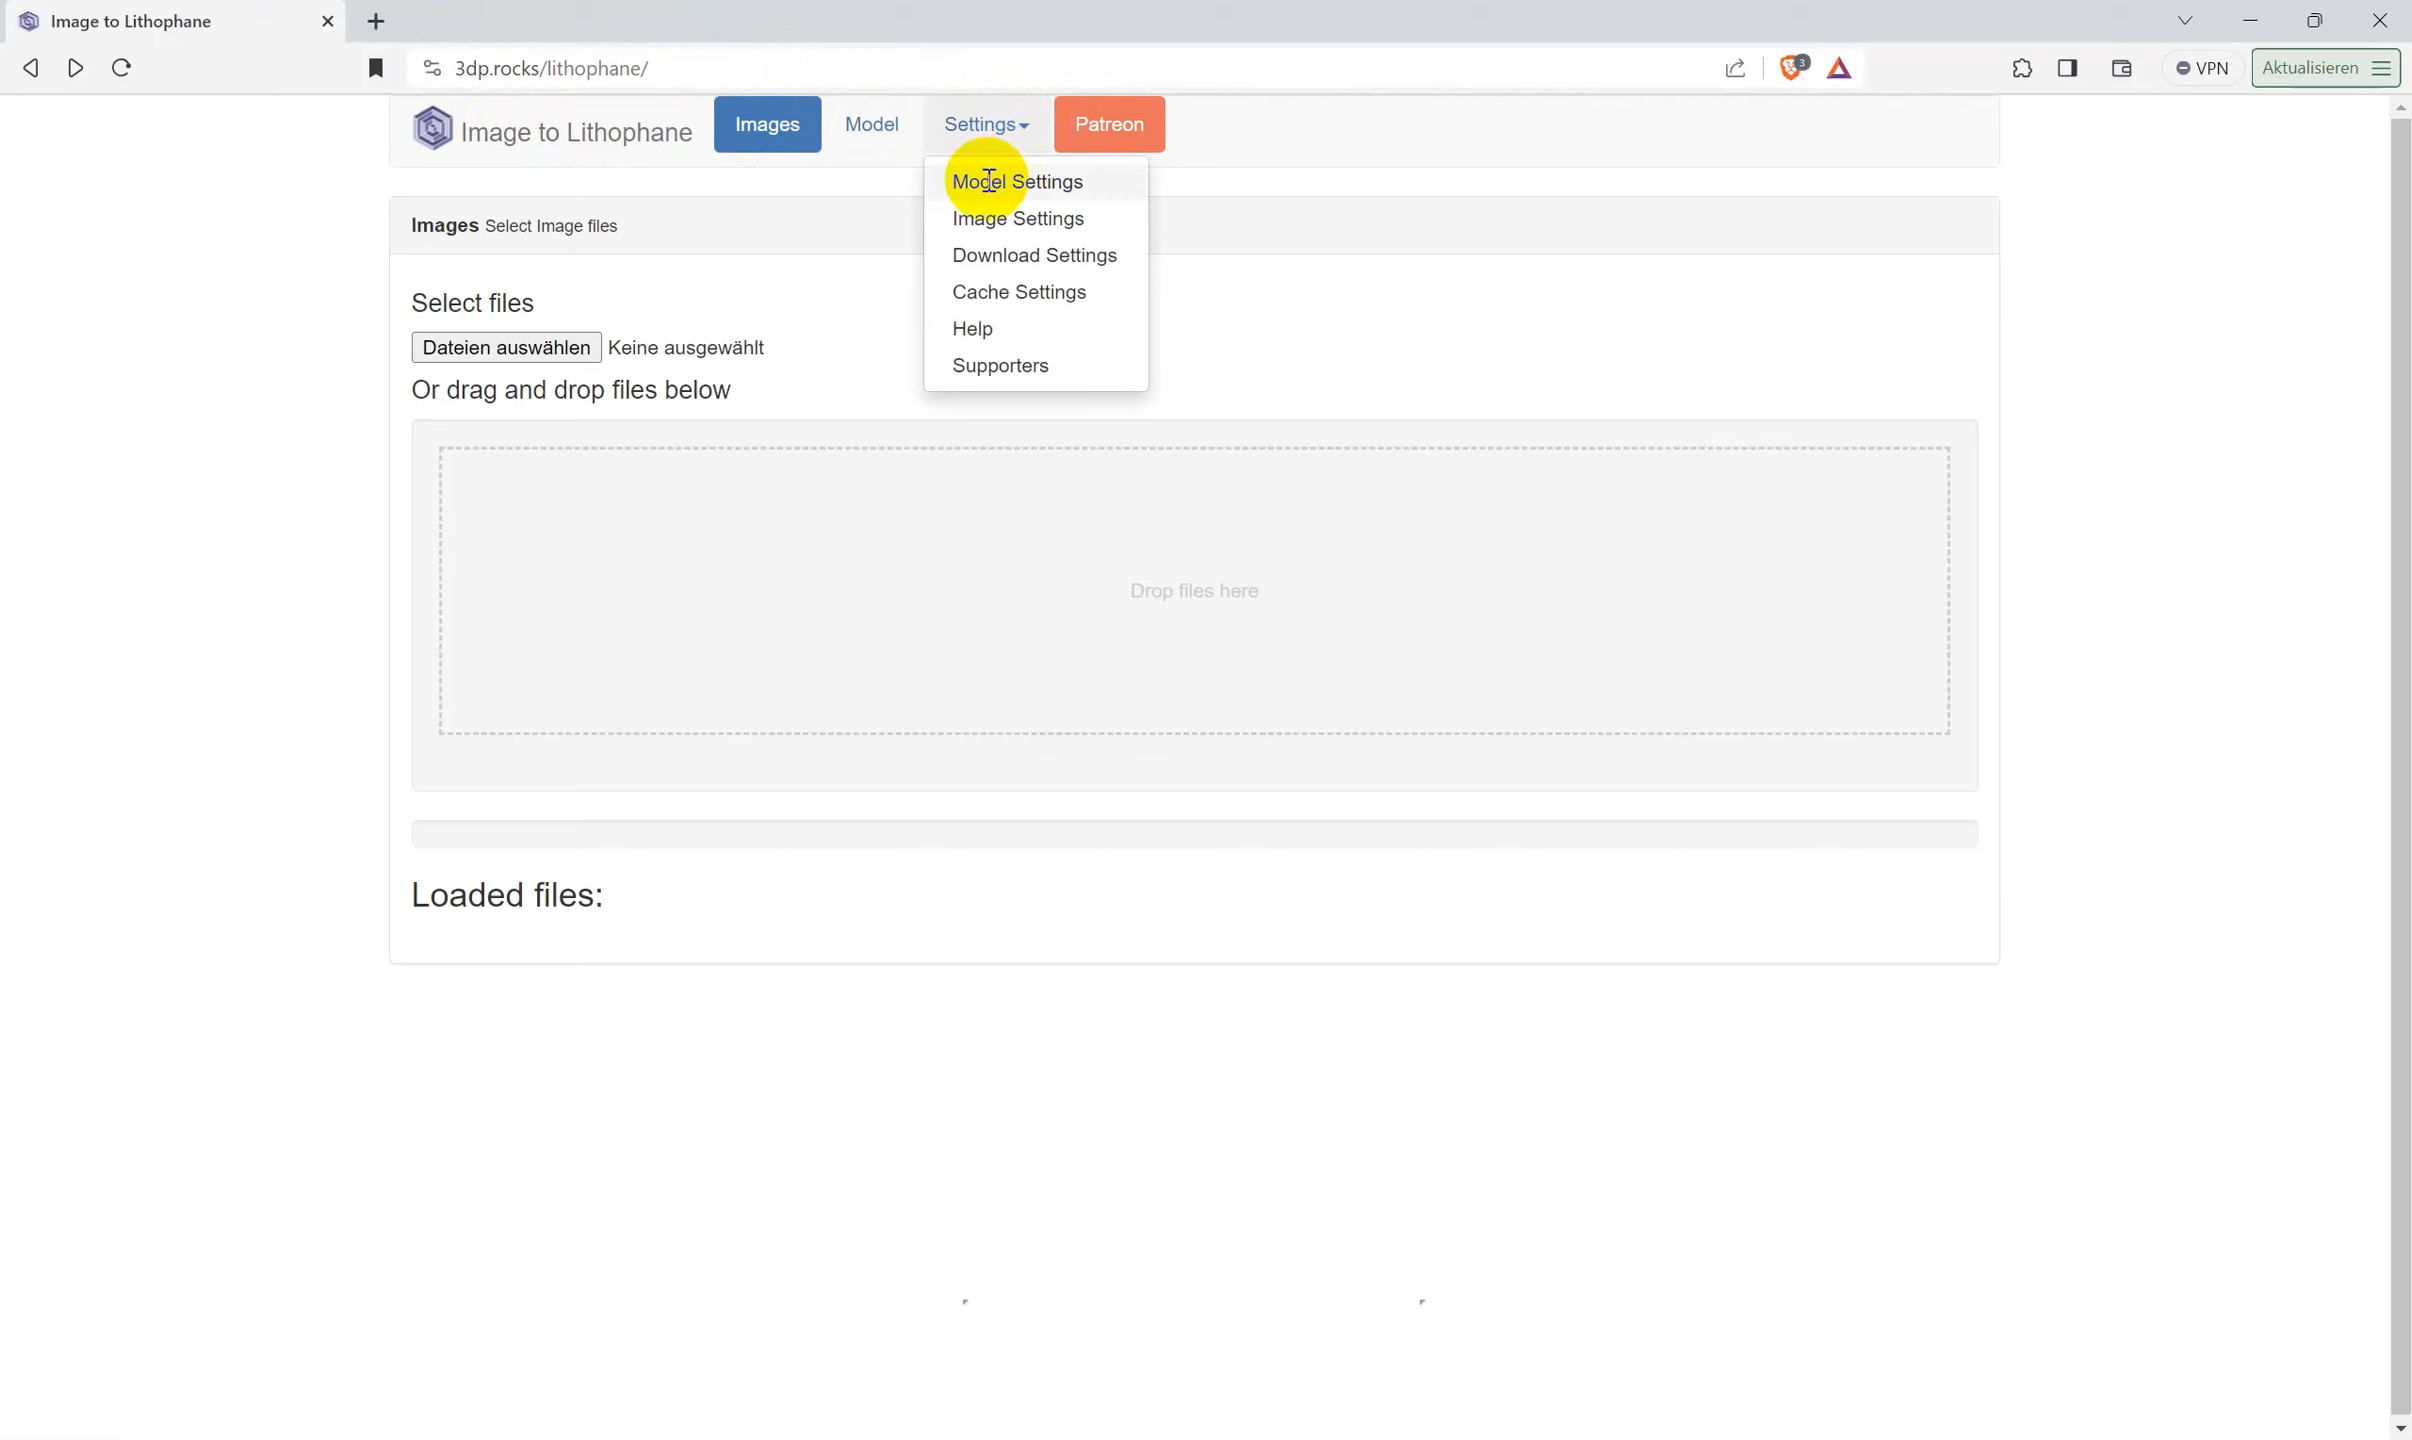 Image to Lithophane
3dp.rocks/lithophane/
3
VPN
Aktualisieren
Image to Lithophane
Images
Model
Settings
Patreon
Model Settings
Image Settings
Download Settings
Cache Settings
Help
Supporters
Images Select Image files
Select files
Dateien auswählen Keine ausgewählt
Or drag and drop files below
Drop files here
Loaded files: